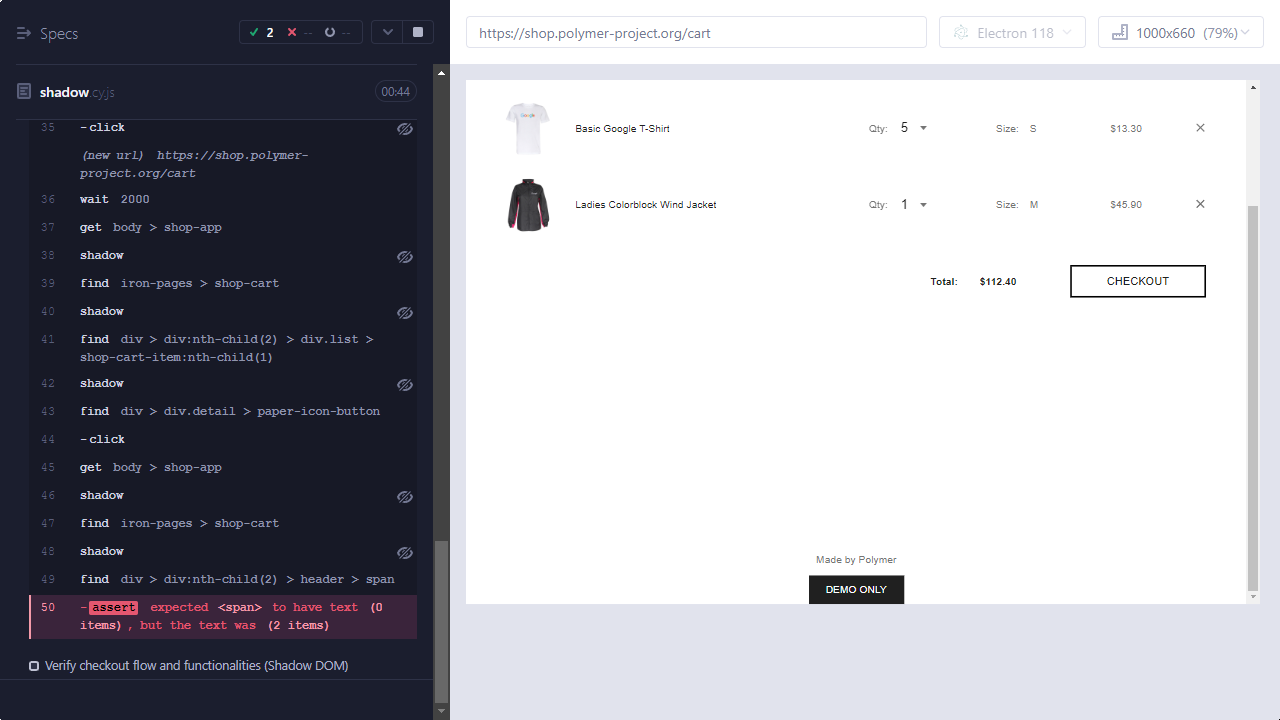 Specs
2
--
--
shadow.cy.js
00:44
35 -click
(new url) https://shop.polymer-
project.org/cart
36 wait 2000
37 get body > shop-app
38 shadow
39 find iron-pages > shop-cart
40 shadow
41 find div > div:nth-child(2) > div.list >
shop-cart-item:nth-child(1)
42 shadow
43 find div > div.detail > paper-icon-button
44 -click
45 get body > shop-app
46 shadow
47 find iron-pages > shop-cart
48 shadow
49 find div > div:nth-child(2) > header > span
50 -assert expected <span> to have text (0
items), but the text was (2 items)
Verify checkout flow and functionalities (Shadow DOM)
https://shop.polymer-project.org/cart
Electron 118
1000x660 (79%)
Google
Basic Google T-Shirt Qty: 5 Size: S $13.30
Ladies Colorblock Wind Jacket Qty: 1 Size: M $45.90
Total: $112.40 CHECKOUT
Made by Polymer
DEMO ONLY